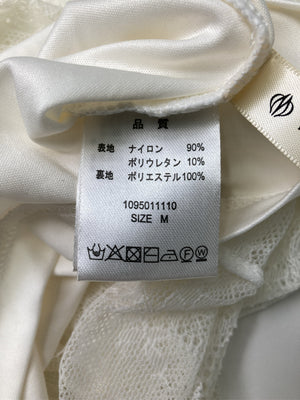 品 質
表地 ナイロン 90%
ポリウレタン 10%
裏地 ポリエステル100%
1095011110
SIZE M